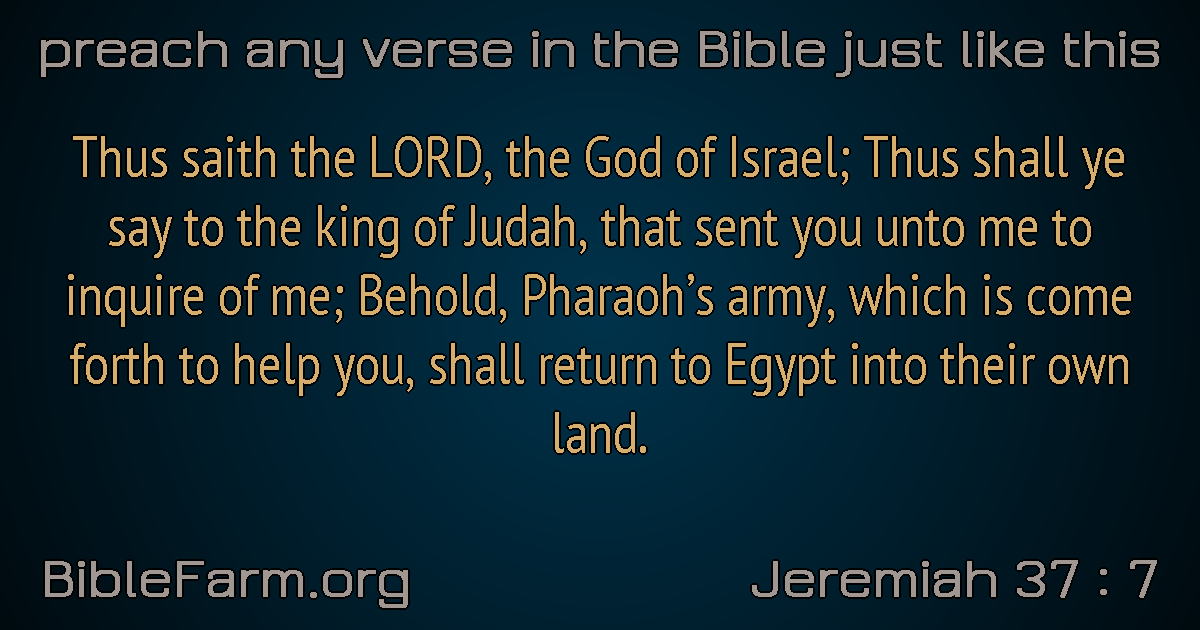 preach any verse in the Bible just like this
Thus saith the LORD, the God of Israel; Thus shall ye
say to the king of Judah, that sent you unto me to
inquire of me; Behold, Pharaoh’s army, which is come
forth to help you, shall return to Egypt into their own
land.
BibleFarm.org
Jeremiah 37 : 7